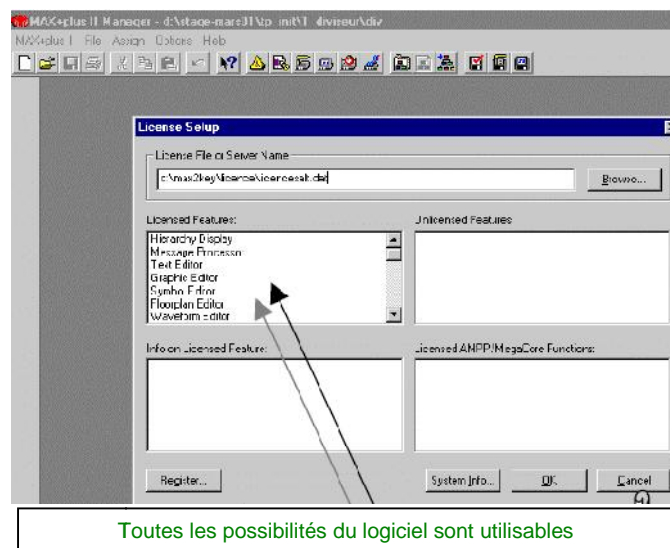 MAX+plus II Manager - d:\stage-mars01\tp_init\1_diviseur\div
MAX+plus II File Assign Options Help
License Setup
License File or Server Name
c:\max2key\licence\licencesalt.dat
Browse...
Licensed Features:
Unlicensed Features
Hierarchy Display
Message Processor
Text Editor
Graphic Editor
Symbol Editor
Floorplan Editor
Waveform Editor
Info on Licensed Feature:
Licensed AMPP/MegaCore Functions:
Register...
System Info...
OK
Cancel
Toutes les possibilités du logiciel sont utilisables